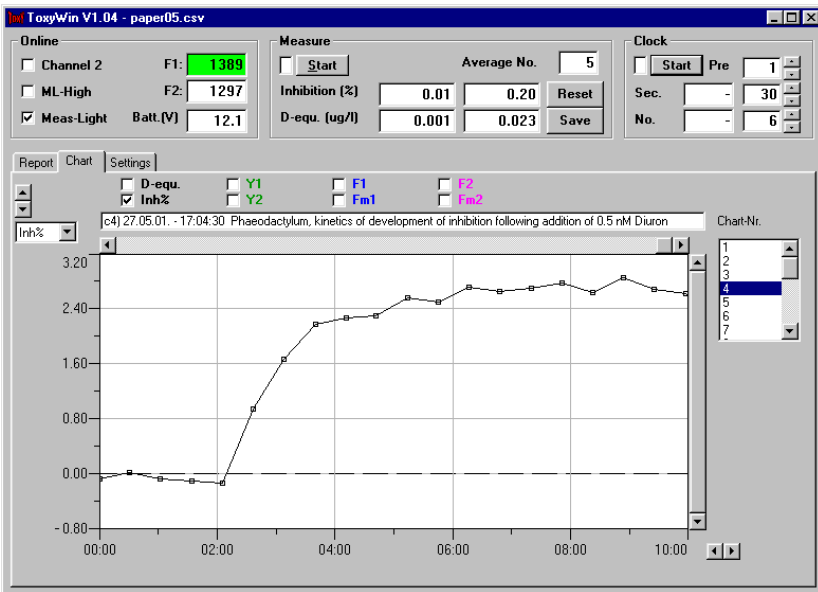 ToxyWin V1.04 - paper05.csv
Online
Channel 2 F1: 1389
ML-High F2: 1297
Meas-Light Batt.(V) 12.1
Measure
Start Average No. 5
Inhibition (%) 0.01 0.20 Reset
D-equ. (ug/l) 0.001 0.023 Save
Clock
Start Pre 1
Sec. - 30
No. - 6
Report Chart Settings
D-equ. Y1 F1 F2
Inh% Y2 Fm1 Fm2
Inh%
c4) 27.05.01. - 17:04:30 Phaeodactylum, kinetics of development of inhibition following addition of 0.5 nM Diuron
Chart-Nr.
1
2
3
4
5
6
7
3.20
2.40
1.60
0.80
0.00
-0.80
00:00 02:00 04:00 06:00 08:00 10:00